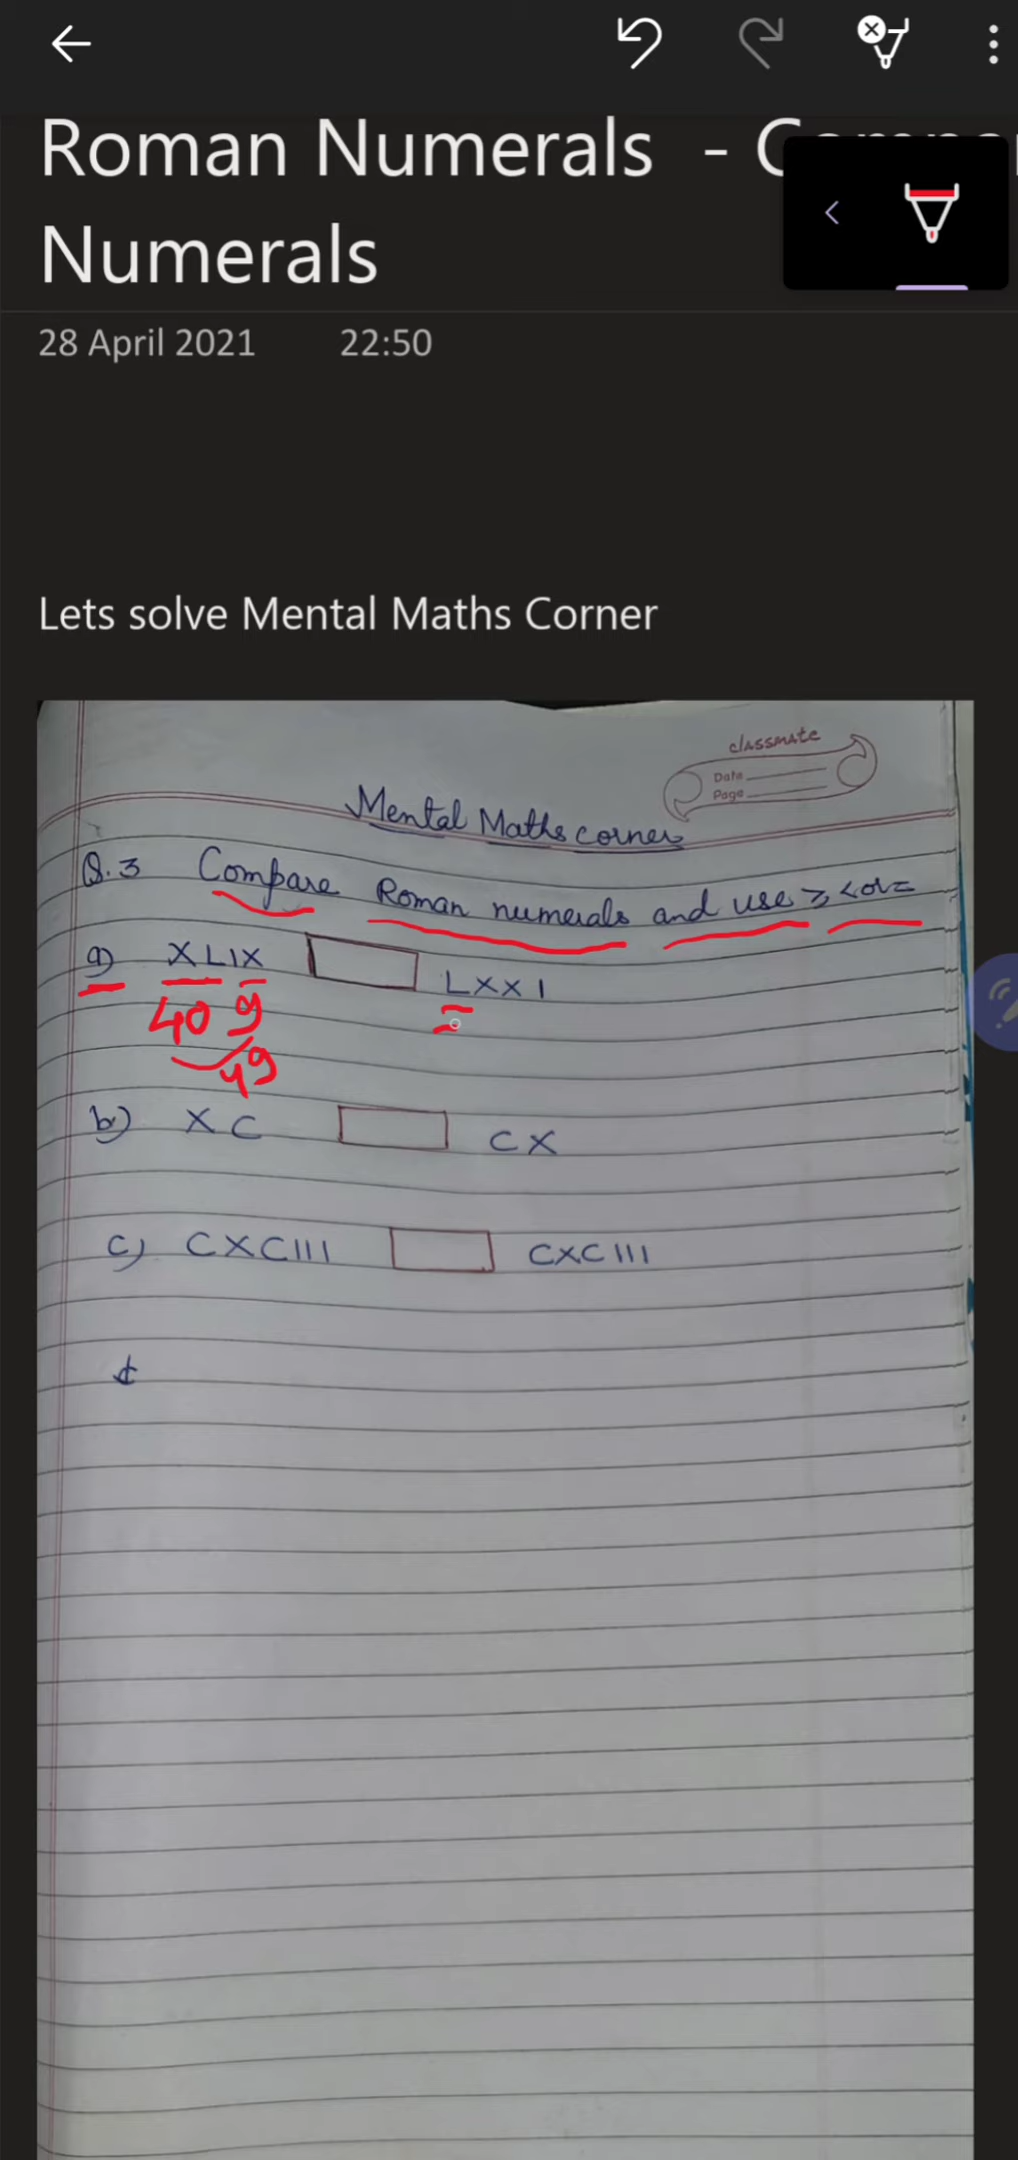 Roman Numerals - Compar
Numerals
28 April 2021 22:50
Lets solve Mental Maths Corner
classmate
Date
Page
Mental Maths corner
Q.3 Compare Roman numerals and use > < or =
a) XLIX LXXI
40 9
49
b) XC CX
c) CXCIII CXCIII